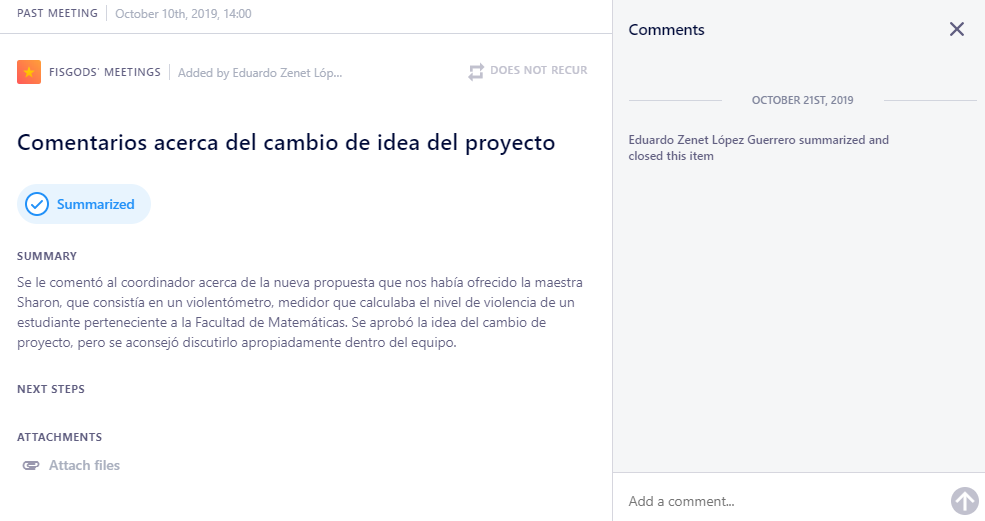 PAST MEETING October 10th, 2019, 14:00
FISGODS' MEETINGS Added by Eduardo Zenet Lóp...
DOES NOT RECUR
Comentarios acerca del cambio de idea del proyecto
Summarized
SUMMARY
Se le comentó al coordinador acerca de la nueva propuesta que nos había ofrecido la maestra
Sharon, que consistía en un violentómetro, medidor que calculaba el nivel de violencia de un
estudiante perteneciente a la Facultad de Matemáticas. Se aprobó la idea del cambio de
proyecto, pero se aconsejó discutirlo apropiadamente dentro del equipo.
NEXT STEPS
ATTACHMENTS
Attach files
Comments
OCTOBER 21ST, 2019
Eduardo Zenet López Guerrero summarized and
closed this item
Add a comment...